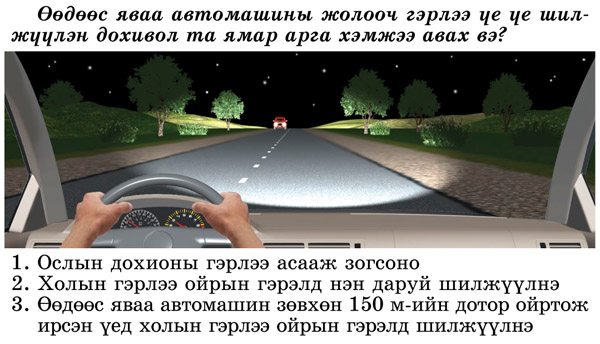 Өөдөөс яваа автомашины жолооч гэрлээ үе үе шил-
жүүлэн дохивол та ямар арга хэмжээ авах вэ?
1. Ослын дохионы гэрлээ асааж зогсоно
2. Холын гэрлээ ойрын гэрэлд нэн даруй шилжүүлнэ
3. Өөдөөс яваа автомашин зөвхөн 150 м-ийн дотор ойртож
ирсэн үед холын гэрлээ ойрын гэрэлд шилжүүлнэ